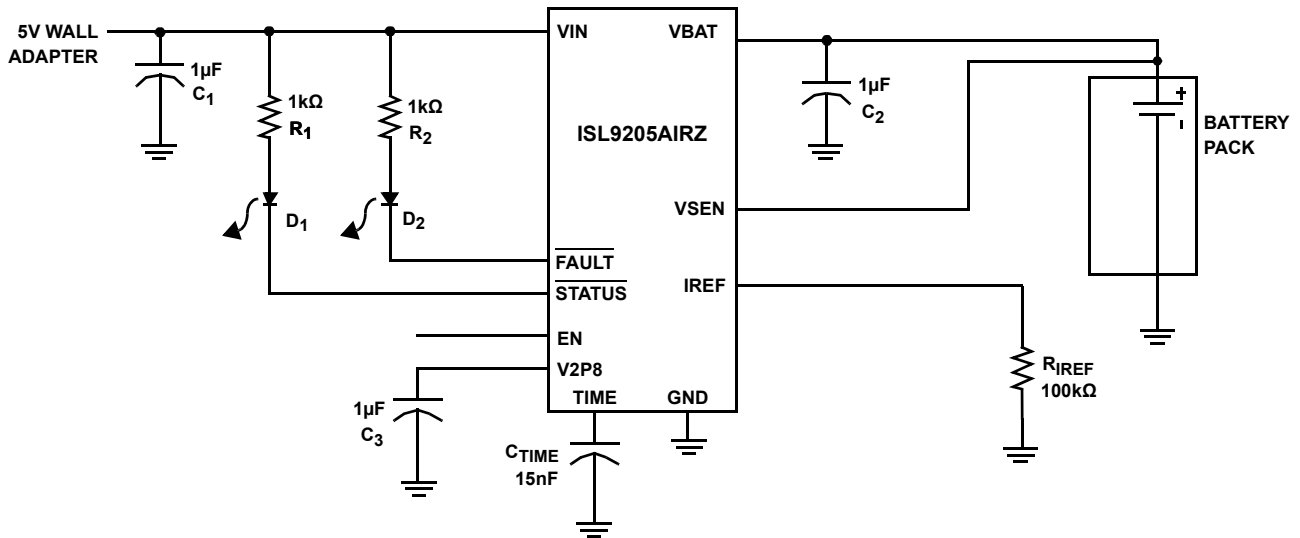 5V WALL
ADAPTER
1µF
C1
1kΩ
R1
1kΩ
R2
D1
D2
VIN
VBAT
ISL9205AIRZ
VSEN
FAULT
STATUS
IREF
EN
V2P8
TIME
GND
1µF
C2
+
-
BATTERY
PACK
RIREF
100kΩ
1µF
C3
CTIME
15nF